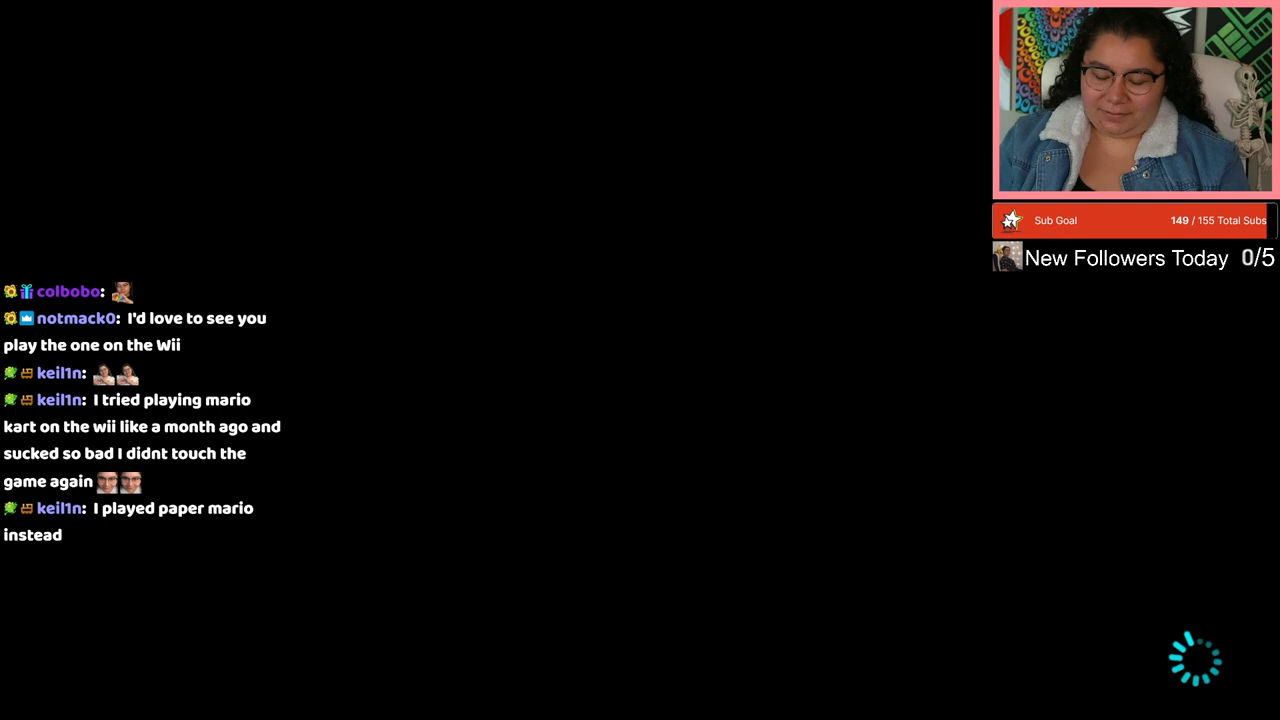 Sub Goal 149 / 155 Total Subs
New Followers Today 0/5
colbobo:
notmack0: I'd love to see you
play the one on the Wii
keil1n:
keil1n: I tried playing mario
kart on the wii like a month ago and
sucked so bad I didnt touch the
game again
keil1n: I played paper mario
instead